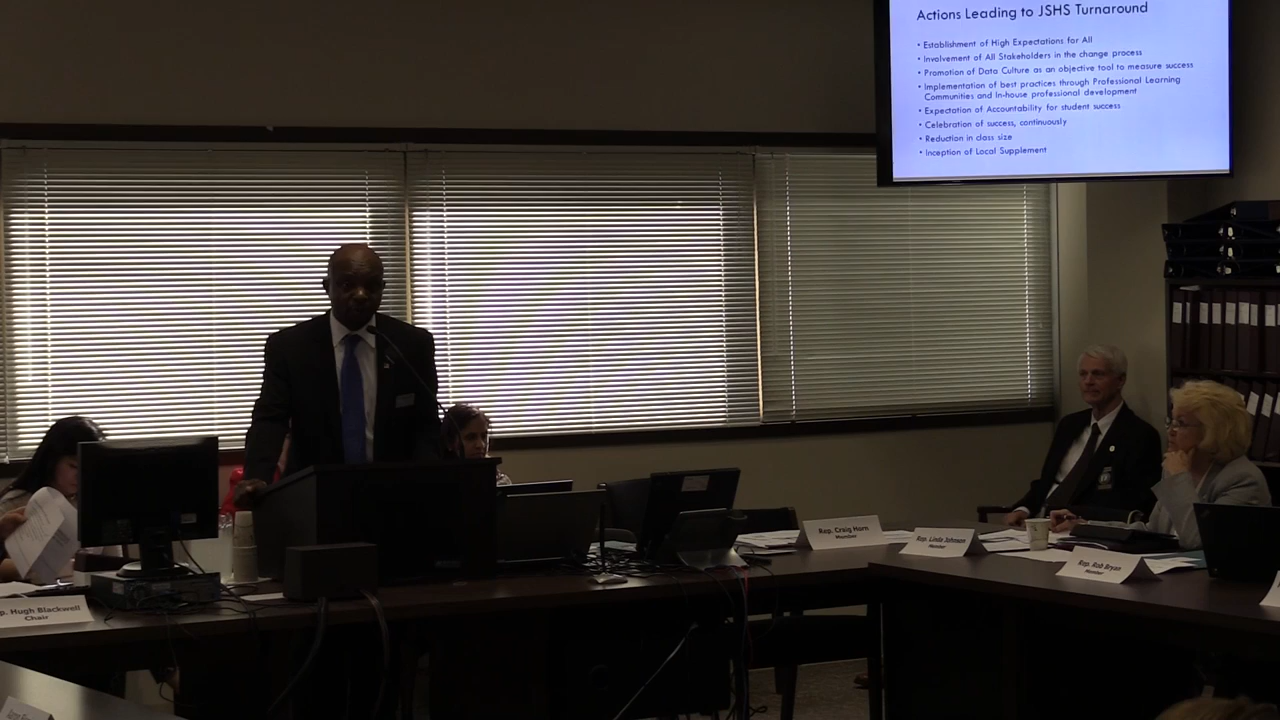 Actions Leading to JSHS Turnaround
• Establishment of High Expectations for All
• Involvement of All Stakeholders in the change process
• Promotion of Data Culture as an objective tool to measure success
• Implementation of best practices through Professional Learning
Communities and In-house professional development
• Expectation of Accountability for student success
• Celebration of success, continuously
• Reduction in class size
• Inception of Local Supplement
Rep. Craig Horn
Member
Rep. Linda Johnson
Member
Rep. Rob Bryan
Member
p. Hugh Blackwell
Chair